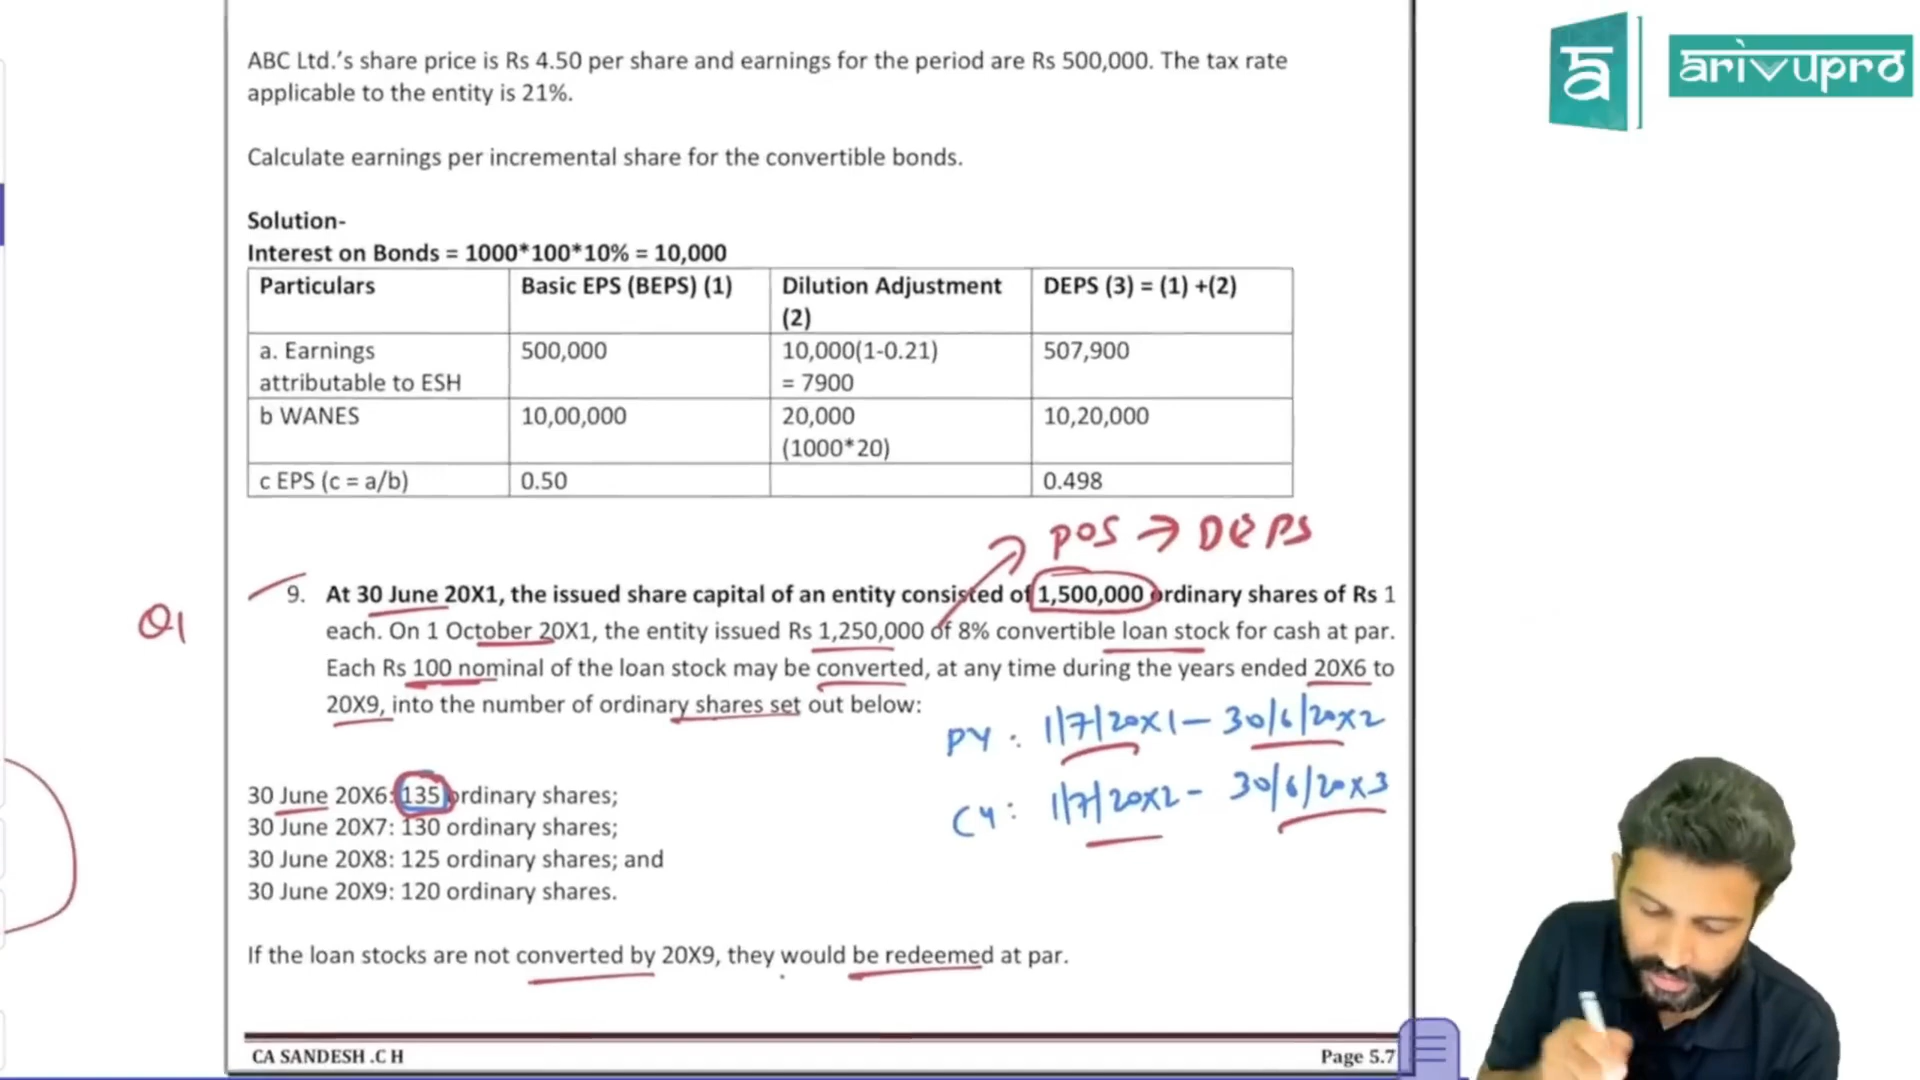 ABC Ltd.'s share price is Rs 4.50 per share and earnings for the period are Rs 500,000. The tax rate
applicable to the entity is 21%.
ā arivupro
Calculate earnings per incremental share for the convertible bonds.
Solution-
Interest on Bonds = 1000*100*10% = 10,000
Particulars Basic EPS (BEPS) (1) Dilution Adjustment (2) DEPS (3) = (1) +(2)
a. Earnings attributable to ESH 500,000 10,000(1-0.21) = 7900 507,900
b WANES 10,00,000 20,000 (1000*20) 10,20,000
c EPS (c = a/b) 0.50 0.498
POS → DEPS
Q1
9. At 30 June 20X1, the issued share capital of an entity consisted of 1,500,000 ordinary shares of Rs 1
each. On 1 October 20X1, the entity issued Rs 1,250,000 of 8% convertible loan stock for cash at par.
Each Rs 100 nominal of the loan stock may be converted, at any time during the years ended 20X6 to
20X9, into the number of ordinary shares set out below:
PY : 1/7/20X1 - 30/6/20X2
CY : 1/7/20X2 - 30/6/20X3
30 June 20X6: 135 ordinary shares;
30 June 20X7: 130 ordinary shares;
30 June 20X8: 125 ordinary shares; and
30 June 20X9: 120 ordinary shares.
If the loan stocks are not converted by 20X9, they would be redeemed at par.
CA SANDESH .C H Page 5.7